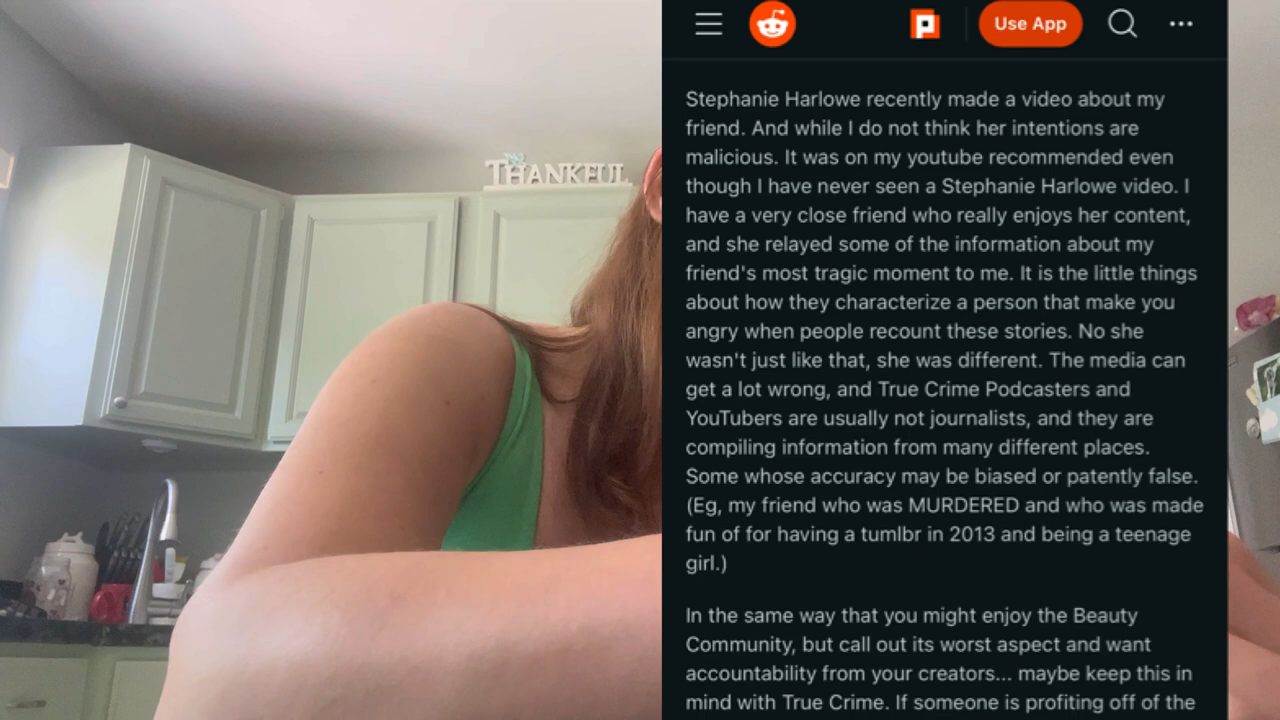 THANKFUL
Use App
Stephanie Harlowe recently made a video about my
friend. And while I do not think her intentions are
malicious. It was on my youtube recommended even
though I have never seen a Stephanie Harlowe video. I
have a very close friend who really enjoys her content,
and she relayed some of the information about my
friend's most tragic moment to me. It is the little things
about how they characterize a person that make you
angry when people recount these stories. No she
wasn't just like that, she was different. The media can
get a lot wrong, and True Crime Podcasters and
YouTubers are usually not journalists, and they are
compiling information from many different places.
Some whose accuracy may be biased or patently false.
(Eg, my friend who was MURDERED and who was made
fun of for having a tumlbr in 2013 and being a teenage
girl.)
In the same way that you might enjoy the Beauty
Community, but call out its worst aspect and want
accountability from your creators... maybe keep this in
mind with True Crime. If someone is profiting off of the